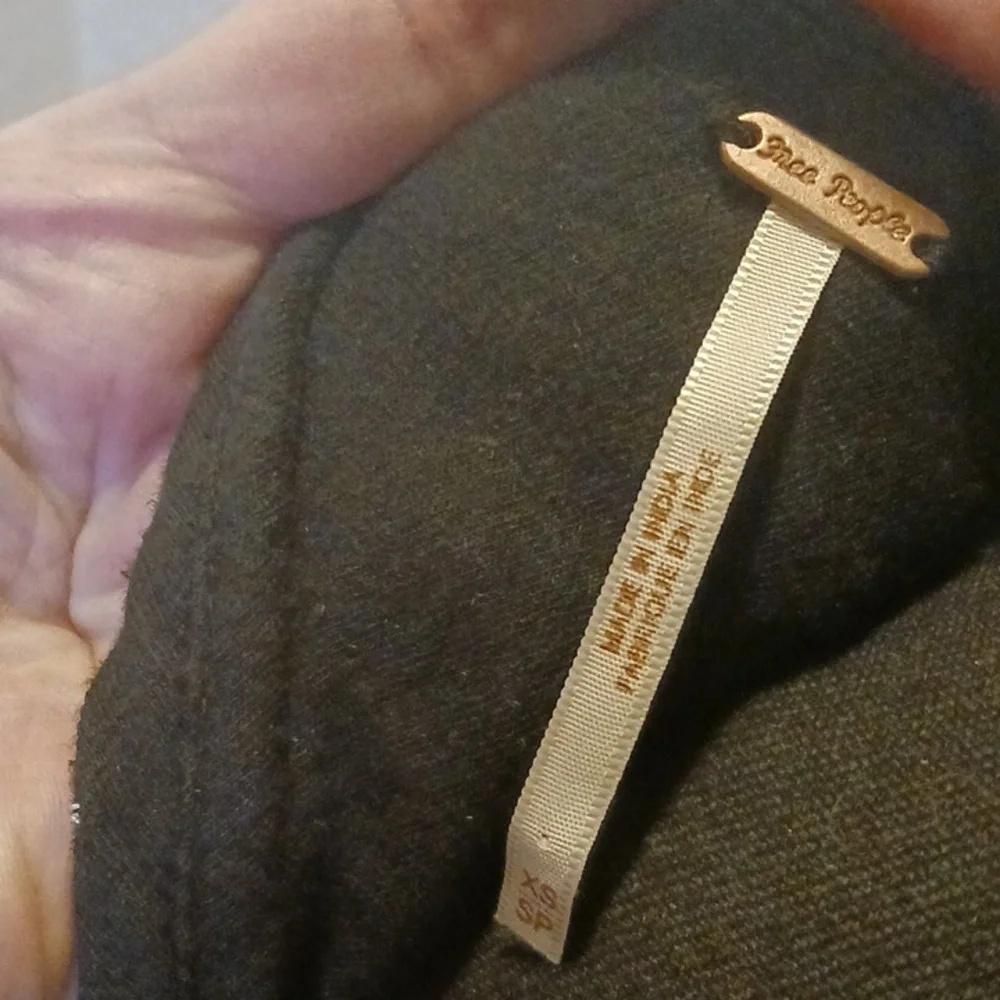 Free People
MADE IN INDIA
FABRIQUÉ EN INDE
XS
SP